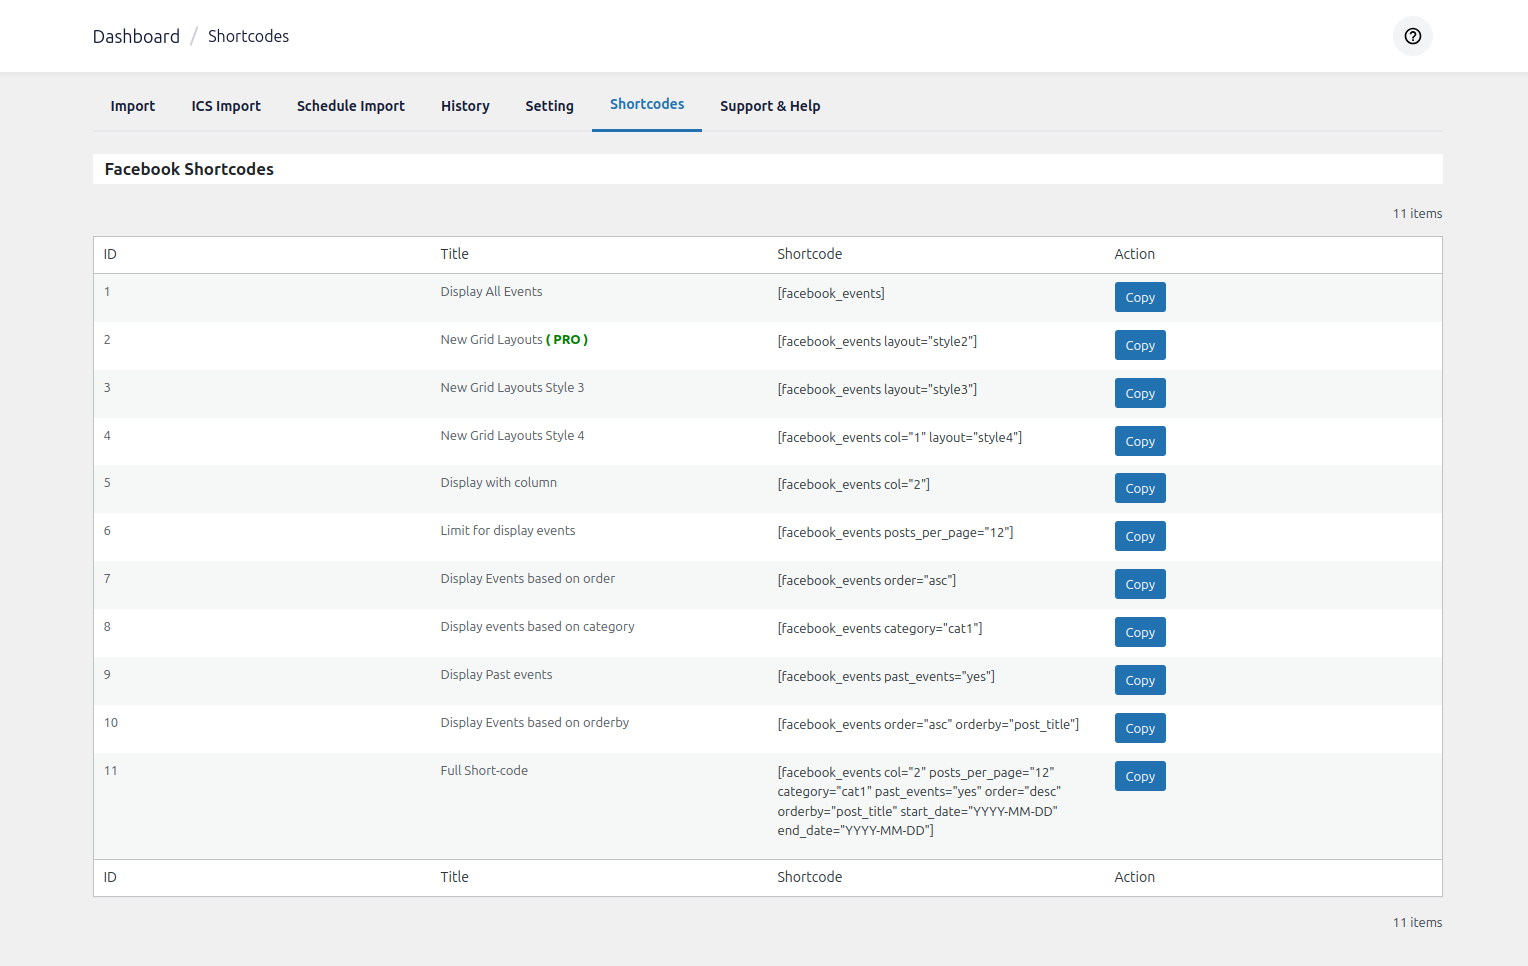 Dashboard / Shortcodes
Import ICS Import Schedule Import History Setting Shortcodes Support & Help
Facebook Shortcodes
11 items
ID Title Shortcode Action
1 Display All Events [facebook_events] Copy
2 New Grid Layouts ( PRO ) [facebook_events layout="style2"] Copy
3 New Grid Layouts Style 3 [facebook_events layout="style3"] Copy
4 New Grid Layouts Style 4 [facebook_events col="1" layout="style4"] Copy
5 Display with column [facebook_events col="2"] Copy
6 Limit for display events [facebook_events posts_per_page="12"] Copy
7 Display Events based on order [facebook_events order="asc"] Copy
8 Display events based on category [facebook_events category="cat1"] Copy
9 Display Past events [facebook_events past_events="yes"] Copy
10 Display Events based on orderby [facebook_events order="asc" orderby="post_title"] Copy
11 Full Short-code [facebook_events col="2" posts_per_page="12" Copy
category="cat1" past_events="yes" order="desc"
orderby="post_title" start_date="YYYY-MM-DD"
end_date="YYYY-MM-DD"]
ID Title Shortcode Action
11 items